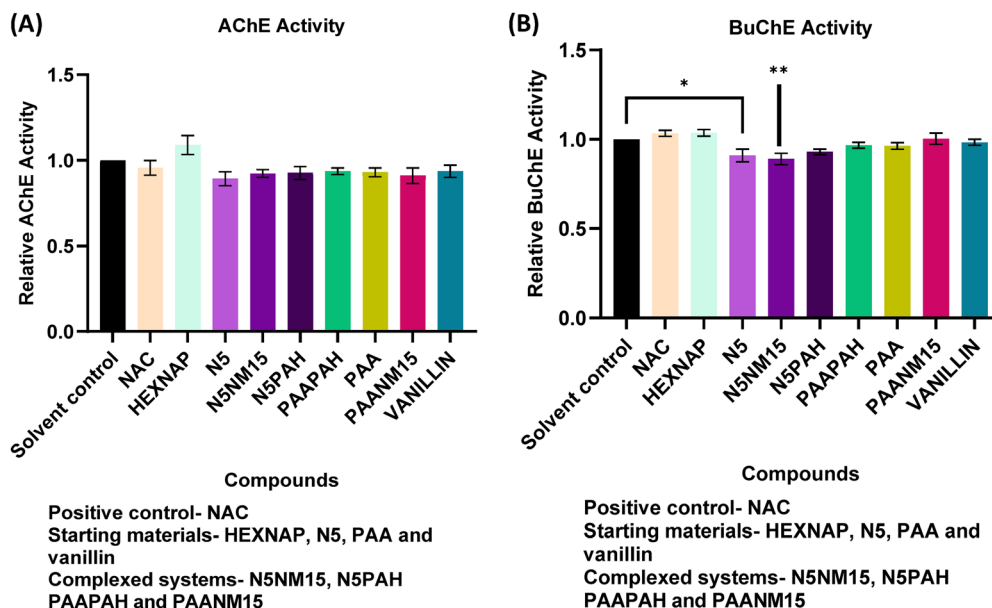 (A)
AChE Activity
Relative AChE Activity
1.5
1.0
0.5
0.0
Solvent control
NAC
HEXNAP
N5
N5NM15
N5PAH
PAAPAH
PAA
PAANM15
VANILLIN
Compounds
Positive control- NAC
Starting materials- HEXNAP, N5, PAA and
vanillin
Complexed systems- N5NM15, N5PAH
PAAPAH and PAANM15
(B)
BuChE Activity
Relative BuChE Activity
1.5
1.0
0.5
0.0
*
**
Solvent control
NAC
HEXNAP
N5
N5NM15
N5PAH
PAAPAH
PAA
PAANM15
VANILLIN
Compounds
Positive control- NAC
Starting materials- HEXNAP, N5, PAA and
vanillin
Complexed systems- N5NM15, N5PAH
PAAPAH and PAANM15